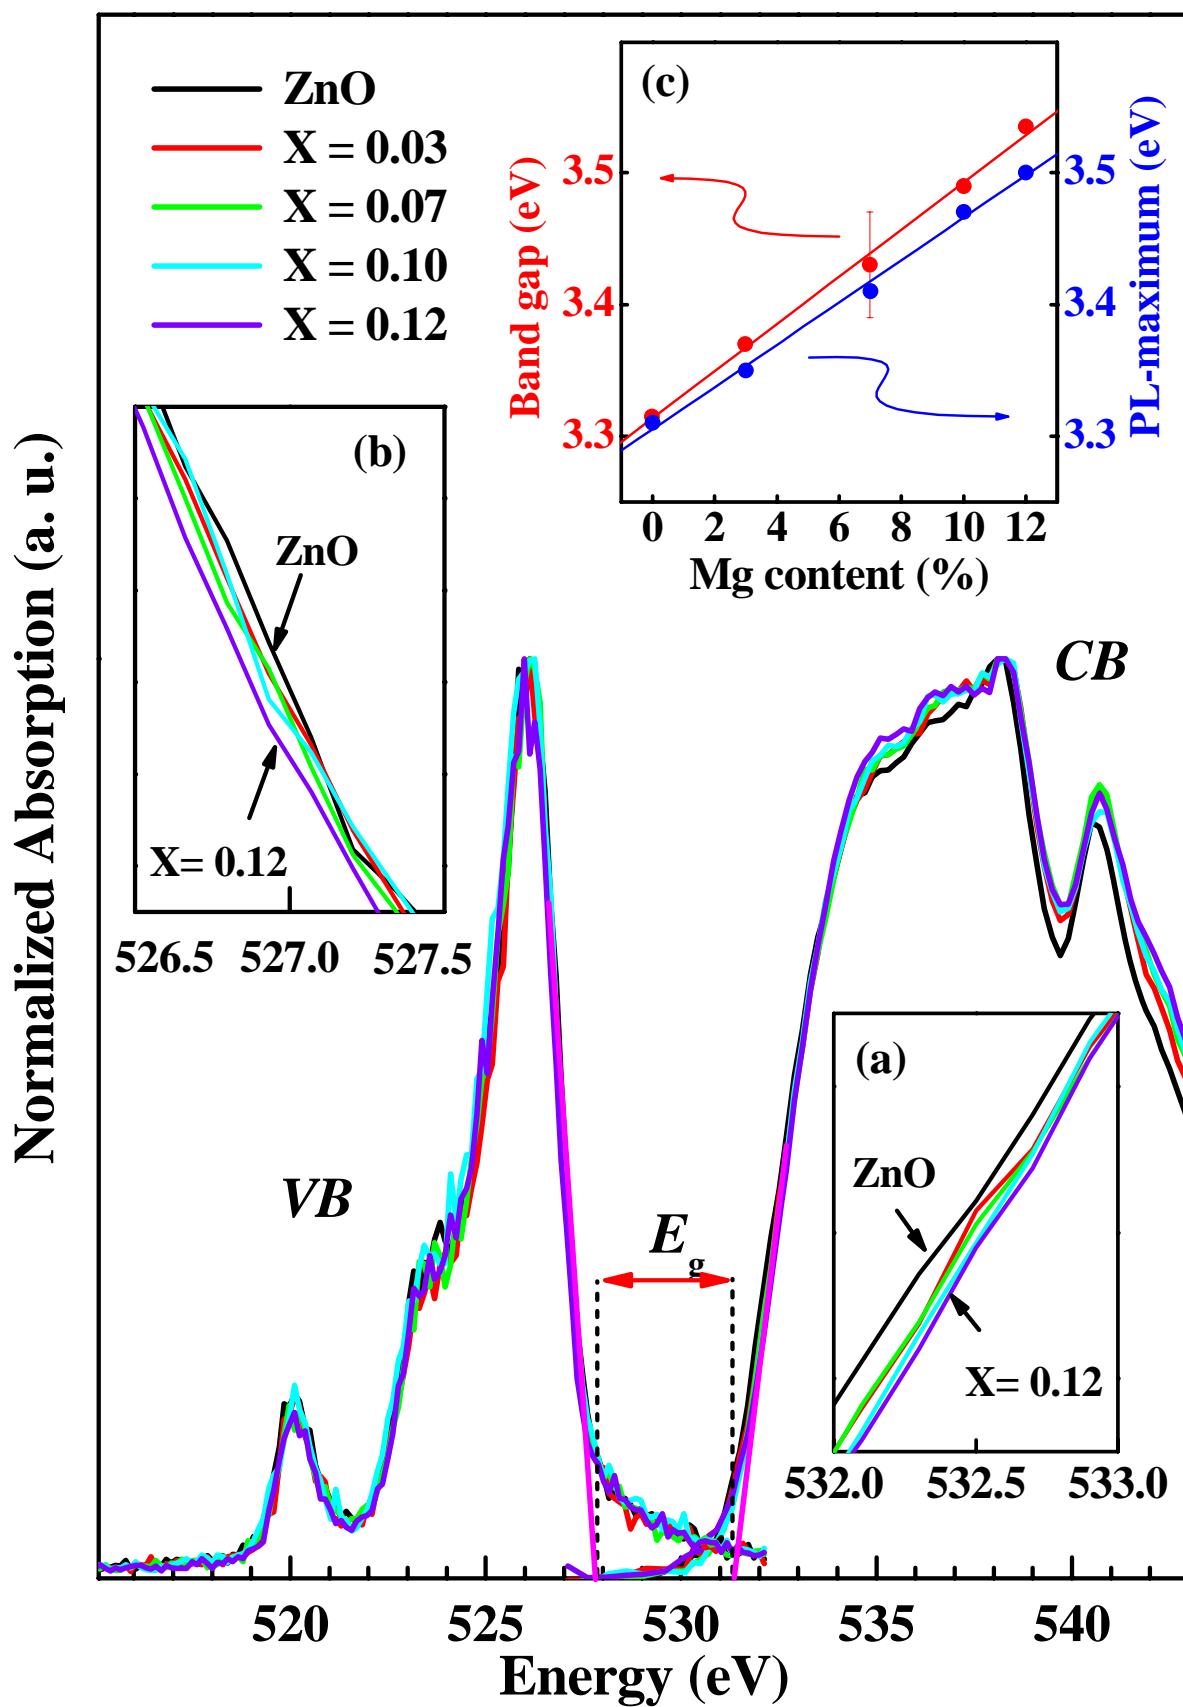 ZnO
X = 0.03
X = 0.07
X = 0.10
X = 0.12
(c)
Band gap (eV)
3.5
3.4
3.3
PL-maximum (eV)
3.5
3.4
3.3
0 2 4 6 8 10 12
Mg content (%)
(b)
ZnO
X= 0.12
526.5 527.0 527.5
Normalized Absorption (a. u.)
CB
VB
Eg
(a)
ZnO
X= 0.12
532.0 532.5 533.0
520 525 530 535 540
Energy (eV)